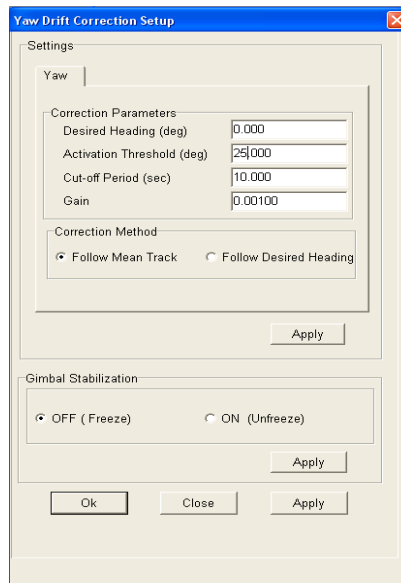 Yaw Drift Correction Setup
Settings
Yaw
Correction Parameters
Desired Heading (deg) 0.000
Activation Threshold (deg) 25.000
Cut-off Period (sec) 10.000
Gain 0.00100
Correction Method
Follow Mean Track Follow Desired Heading
Apply
Gimbal Stabilization
OFF ( Freeze) ON (Unfreeze)
Apply
Ok Close Apply